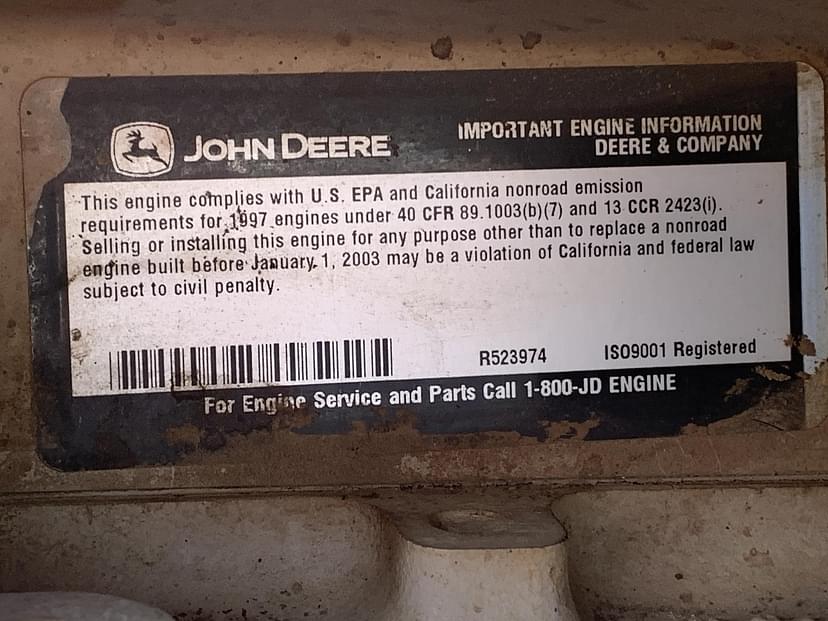 JOHN DEERE
IMPORTANT ENGINE INFORMATION
DEERE & COMPANY
This engine complies with U.S. EPA and California nonroad emission
requirements for 1997 engines under 40 CFR 89.1003(b)(7) and 13 CCR 2423(i).
Selling or installing this engine for any purpose other than to replace a nonroad
engine built before January 1, 2003 may be a violation of California and federal law
subject to civil penalty.
R523974 ISO9001 Registered
For Engine Service and Parts Call 1-800-JD ENGINE